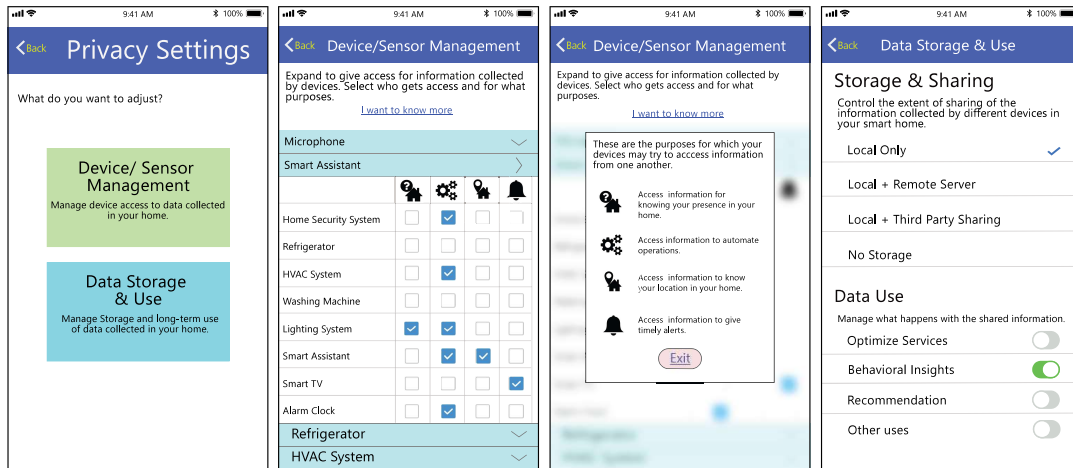 9:41 AM 100%
Back Privacy Settings
What do you want to adjust?
Device/ Sensor
Management
Manage device access to data collected
in your home.
Data Storage
& Use
Manage Storage and long-term use
of data collected in your home.
9:41 AM 100%
Back Device/Sensor Management
Expand to give access for information collected
by devices. Select who gets access and for what
purposes.
I want to know more
Microphone
Smart Assistant
Home Security System
Refrigerator
HVAC System
Washing Machine
Lighting System
Smart Assistant
Smart TV
Alarm Clock
Refrigerator
HVAC System
9:41 AM 100%
Back Device/Sensor Management
Expand to give access for information collected by
devices. Select who gets access and for what
purposes.
I want to know more
These are the purposes for which your
devices may try to acccess information
from one another.
Access information for
knowing your presence in your
home.
Access information to automate
operations.
Access information to know
your location in your home.
Access information to give
timely alerts.
Exit
9:41 AM 100%
Back Data Storage & Use
Storage & Sharing
Control the extent of sharing of the
information collected by different devices in
your smart home.
Local Only
Local + Remote Server
Local + Third Party Sharing
No Storage
Data Use
Manage what happens with the shared information.
Optimize Services
Behavioral Insights
Recommendation
Other uses